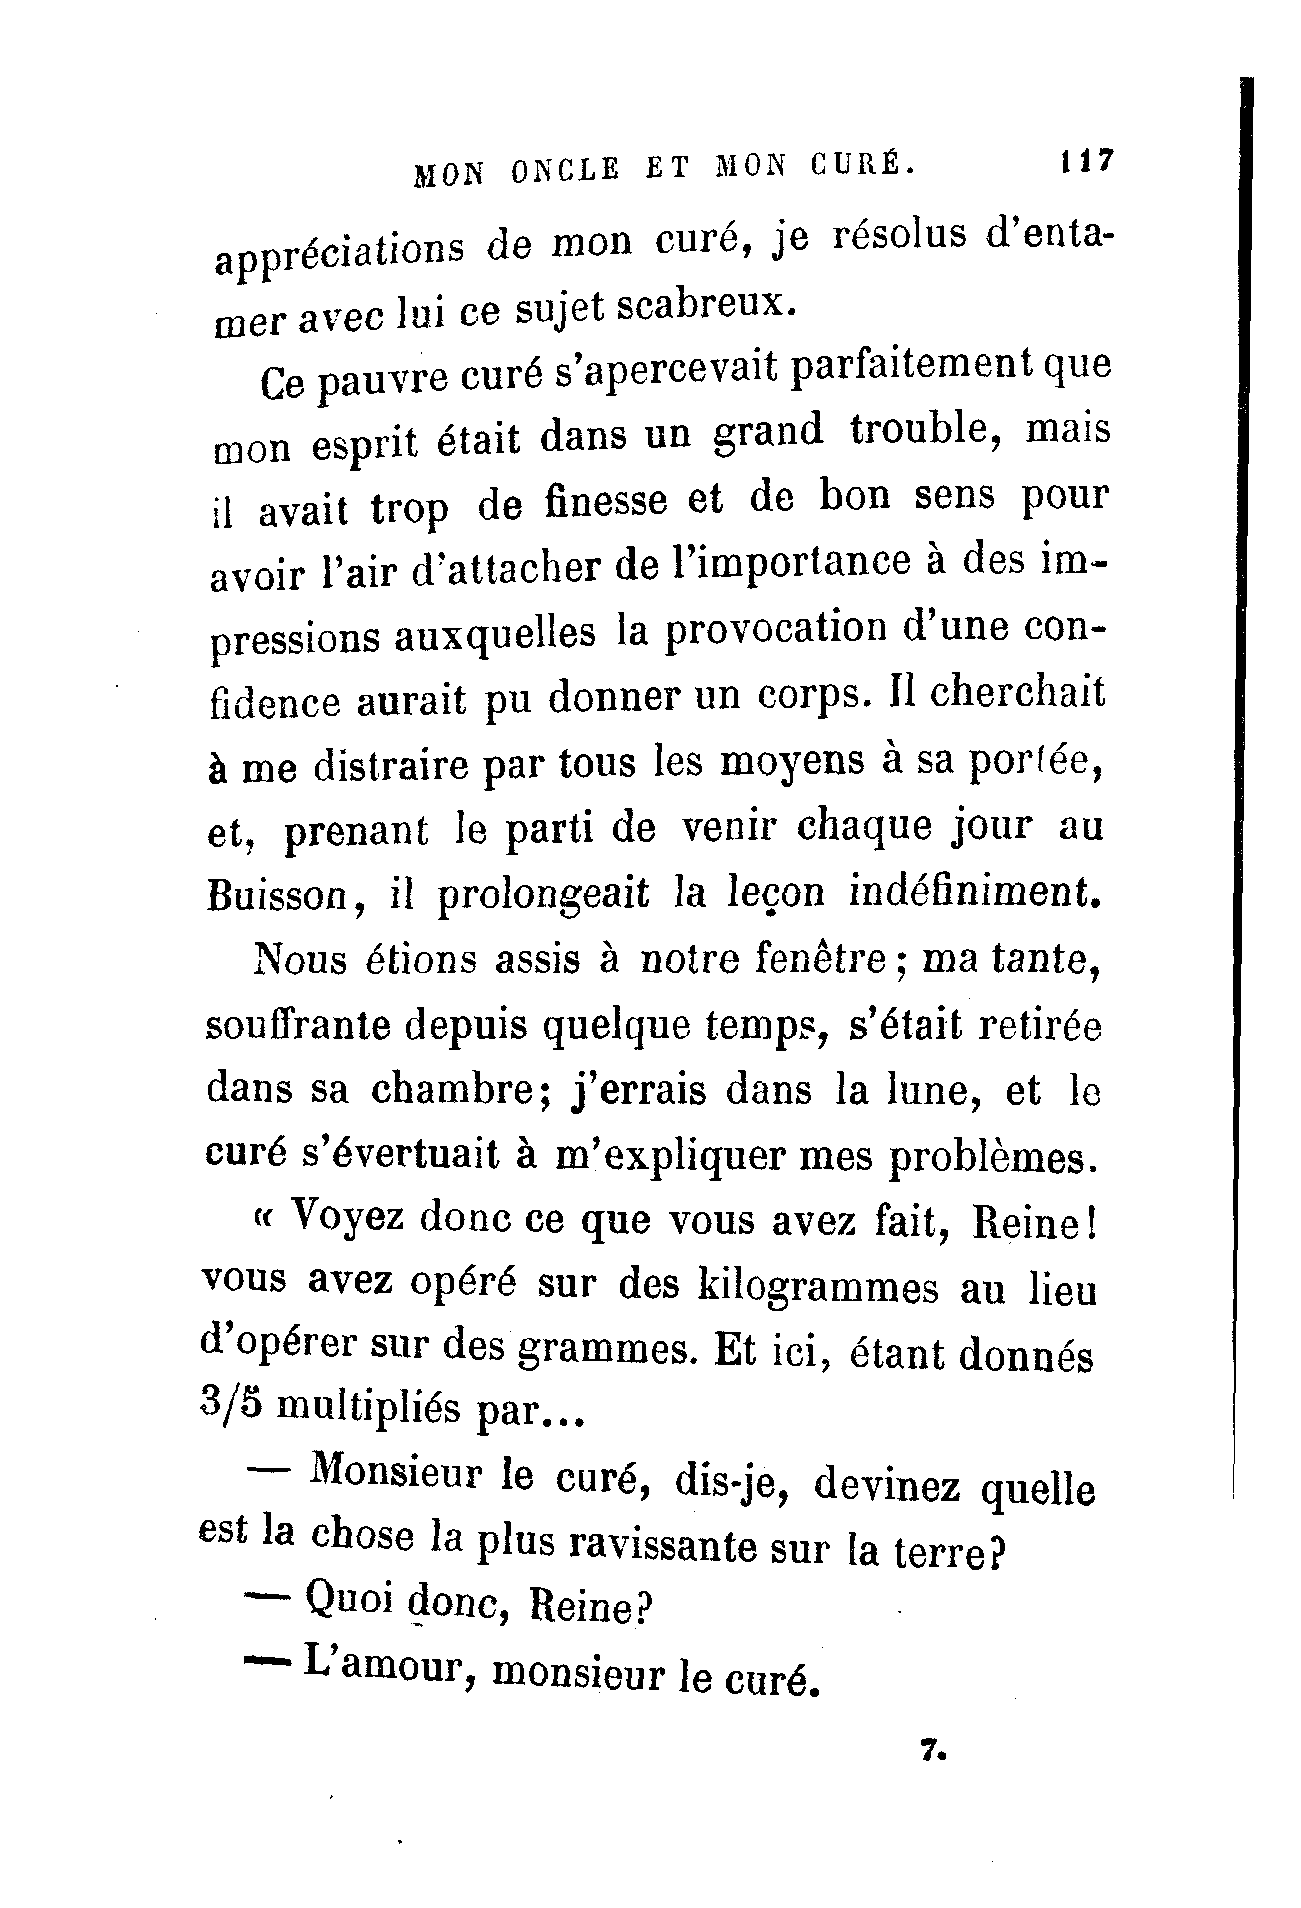 MON ONCLE ET MON CURÉ. 117
appréciations de mon curé, je résolus d'enta-
mer avec lui ce sujet scabreux.
Ce pauvre curé s'apercevait parfaitement que
mon esprit était dans un grand trouble, mais
il avait trop de finesse et de bon sens pour
avoir l'air d'attacher de l'importance à des im-
pressions auxquelles la provocation d'une con-
fidence aurait pu donner un corps. Il cherchait
à me distraire par tous les moyens à sa portée,
et, prenant le parti de venir chaque jour au
Buisson, il prolongeait la leçon indéfiniment.
Nous étions assis à notre fenêtre ; ma tante,
souffrante depuis quelque temps, s'était retirée
dans sa chambre; j'errais dans la lune, et le
curé s'évertuait à m'expliquer mes problèmes.
« Voyez donc ce que vous avez fait, Reine!
vous avez opéré sur des kilogrammes au lieu
d'opérer sur des grammes. Et ici, étant donnés
3/5 multipliés par...
— Monsieur le curé, dis-je, devinez quelle
est la chose la plus ravissante sur la terre?
— Quoi donc, Reine?
— L'amour, monsieur le curé.
7.